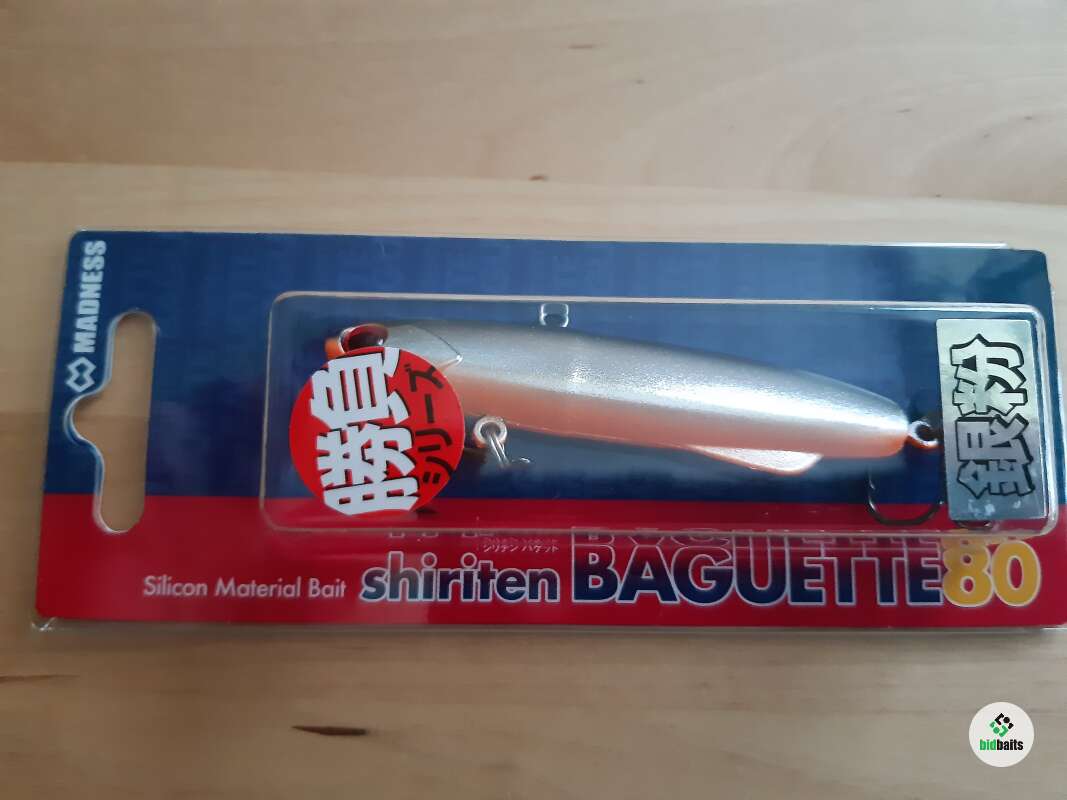 MADNESS
勝負
シリーズ
銀粉
シリテン バゲット
Silicon Material Bait shiriten BAGUETTE80
bidbaits